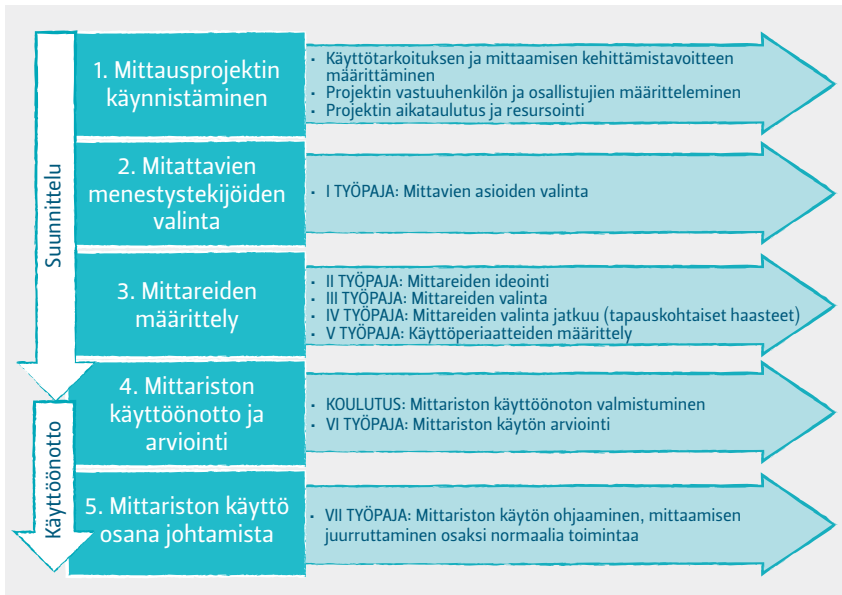 Suunnittelu
1. Mittausprojektin
käynnistäminen
• Käyttötarkoituksen ja mittaamisen kehittämistavoitteen
määrittäminen
• Projektin vastuuhenkilön ja osallistujien määritteleminen
• Projektin aikataulutus ja resursointi
2. Mitattavien
menestystekijöiden
valinta
• I TYÖPAJA: Mittavien asioiden valinta
3. Mittareiden
määrittely
• II TYÖPAJA: Mittareiden ideointi
• III TYÖPAJA: Mittareiden valinta
• IV TYÖPAJA: Mittareiden valinta jatkuu (tapauskohtaiset haasteet)
• V TYÖPAJA: Käyttöperiaatteiden määrittely
Käyttöönotto
4. Mittariston
käyttöönotto ja
arviointi
• KOULUTUS: Mittariston käyttöönoton valmistuminen
• VI TYÖPAJA: Mittariston käytön arviointi
5. Mittariston käyttö
osana johtamista
• VII TYÖPAJA: Mittariston käytön ohjaaminen, mittaamisen
juurruttaminen osaksi normaalia toimintaa